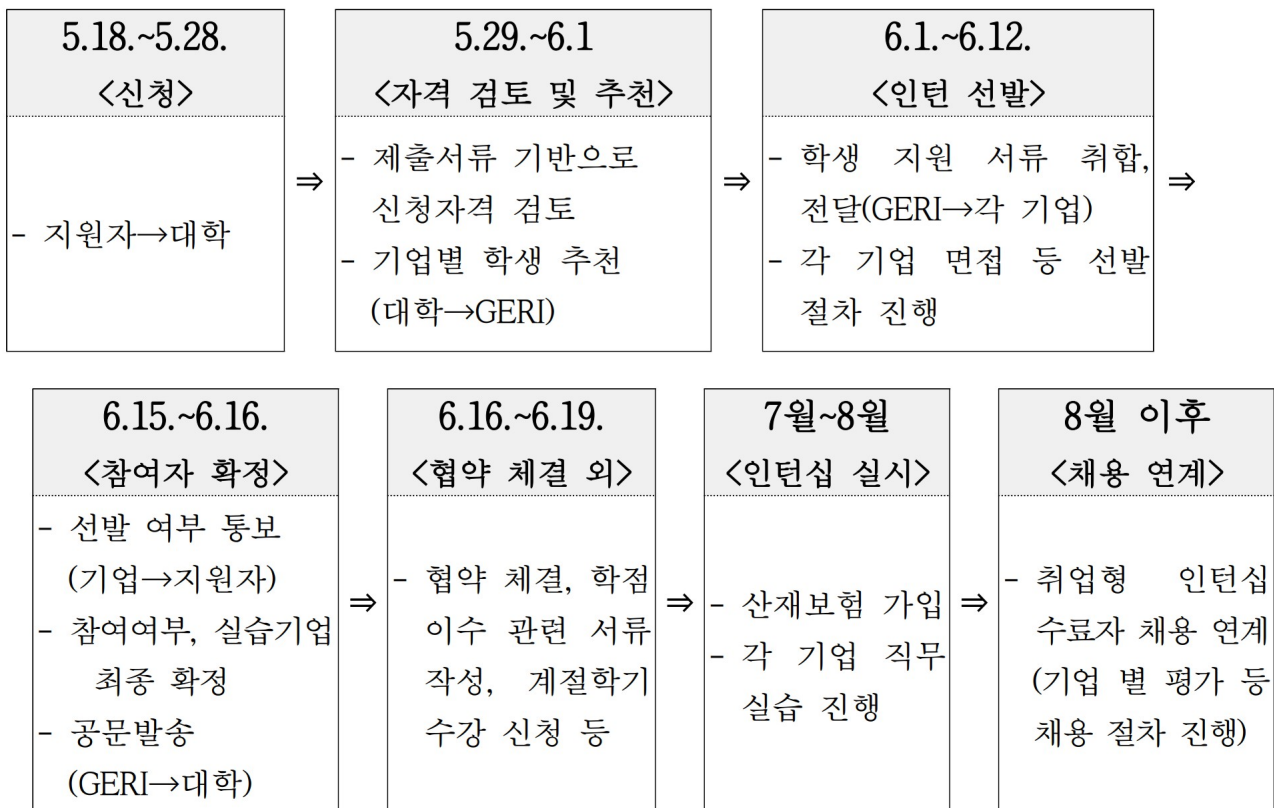 5.18.~5.28.
<신청>
- 지원자→대학
⇒
5.29.~6.1
<자격 검토 및 추천>
- 제출서류 기반으로
신청자격 검토
- 기업별 학생 추천
(대학→GERI)
⇒
6.1.~6.12.
<인턴 선발>
- 학생 지원 서류 취합,
전달(GERI→각 기업)
- 각 기업 면접 등 선발
절차 진행
⇒
6.15.~6.16.
<참여자 확정>
- 선발 여부 통보
(기업→지원자)
- 참여여부, 실습기업
최종 확정
- 공문발송
(GERI→대학)
⇒
6.16.~6.19.
<협약 체결 외>
- 협약 체결, 학점
이수 관련 서류
작성, 계절학기
수강 신청 등
⇒
7월~8월
<인턴십 실시>
- 산재보험 가입
- 각 기업 직무
실습 진행
⇒
8월 이후
<채용 연계>
- 취업형 인턴십
수료자 채용 연계
(기업 별 평가 등
채용 절차 진행)